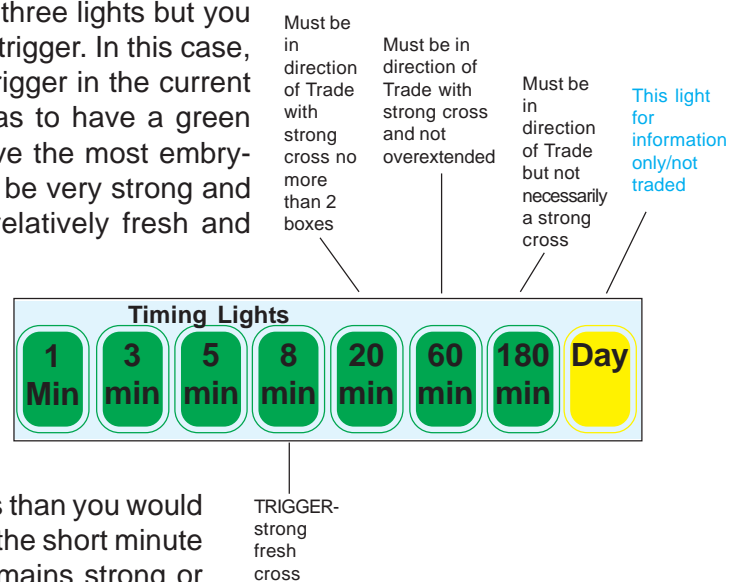 three lights but you
trigger. In this case,
rigger in the current
as to have a green
ve the most embry-
be very strong and
relatively fresh and
Must be
in
direction
of Trade
with
strong
cross no
more
than 2
boxes
Must be in
direction of
Trade with
strong cross
and not
overextended
Must be
in
direction
of Trade
but not
necessarily
a strong
cross
This light
for
information
only/not
traded
Timing Lights
1 Min
3 min
5 min
8 min
20 min
60 min
180 min
Day
s than you would
the short minute
mains strong or
TRIGGER-
strong
fresh
cross